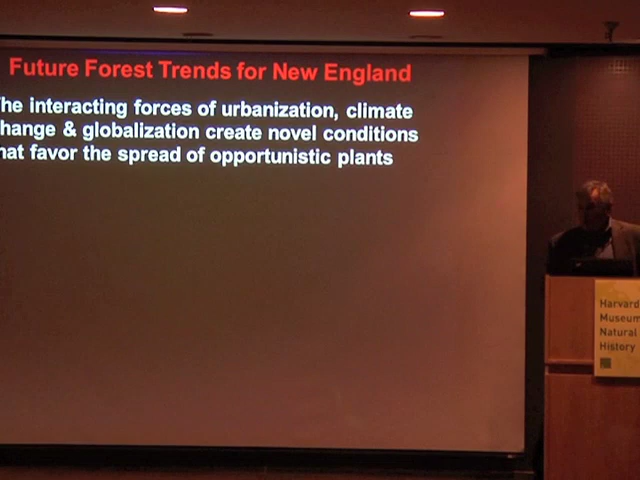 Future Forest Trends for New England
he interacting forces of urbanization, climate
hange & globalization create novel conditions
hat favor the spread of opportunistic plants
Harvard
Museum
Natural
History